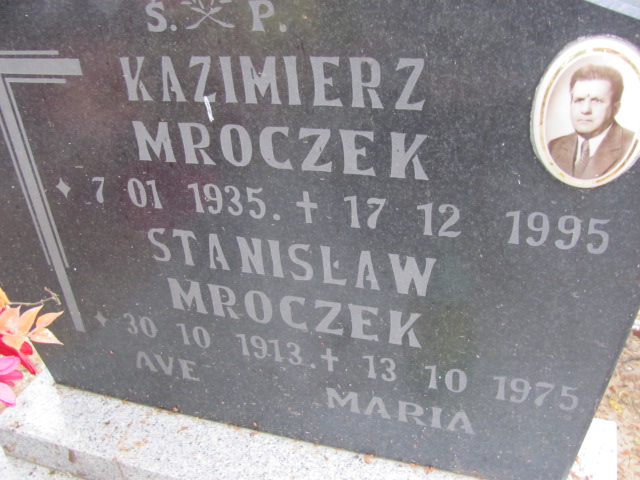 Ś. P.
KAZIMIERZ
MROCZEK
7 01 1935. + 17 12 1995
STANISŁAW
MROCZEK
30 10 1913. + 13 10 1975
AVE MARIA